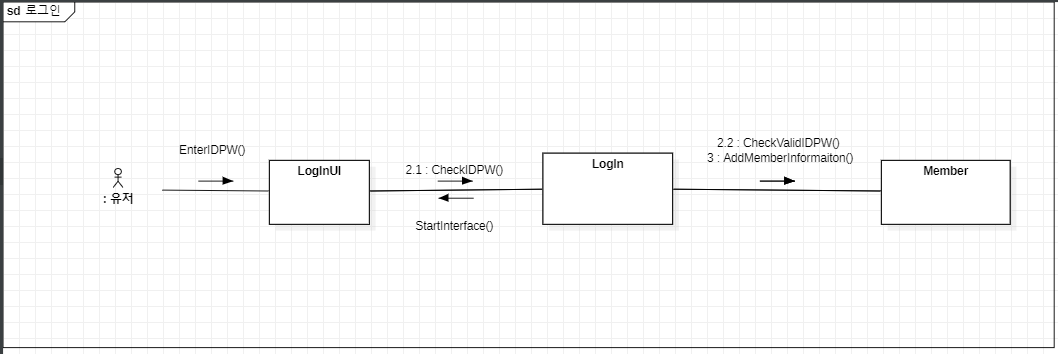 sd 로그인
EnterIDPW()
: 유저
LogInUI
2.1 : CheckIDPW()
StartInterface()
LogIn
2.2 : CheckValidIDPW()
3 : AddMemberInformaiton()
Member